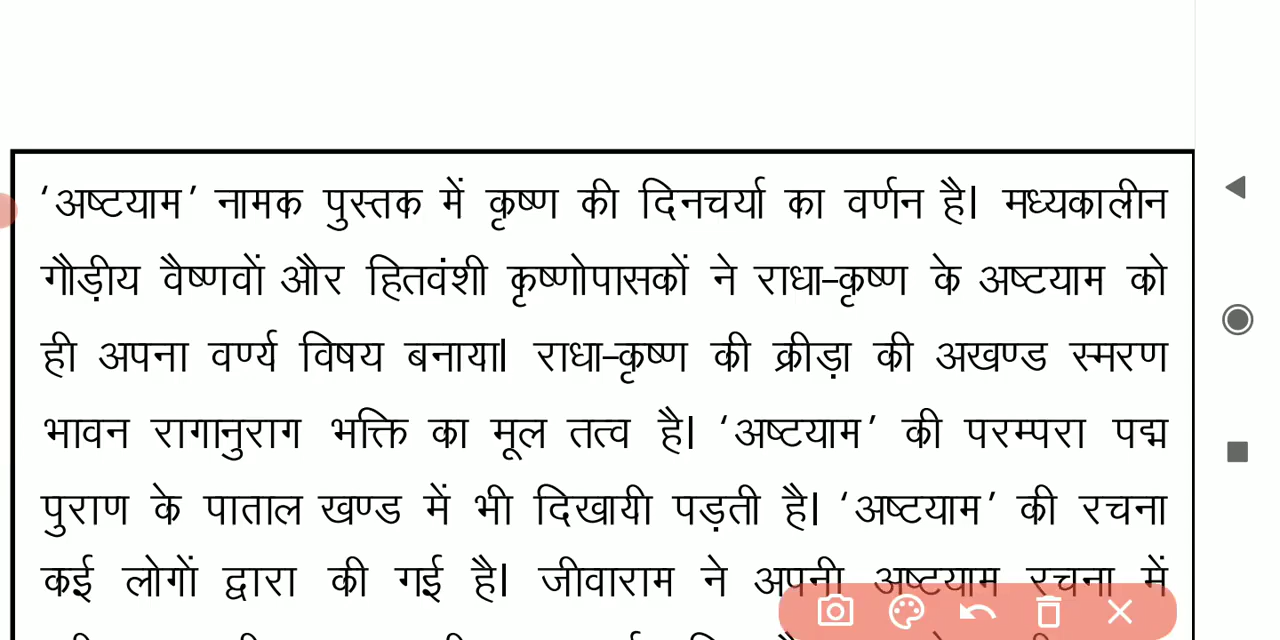 ‘अष्टयाम’ नामक पुस्तक में कृष्ण की दिनचर्या का वर्णन है। मध्यकालीन
गौड़ीय वैष्णवों और हितवंशी कृष्णोपासकों ने राधा–कृष्ण के अष्टयाम को
ही अपना वर्ण्य विषय बनाया। राधा–कृष्ण की क्रीड़ा की अखण्ड स्मरण
भावन रागानुराग भक्ति का मूल तत्व है। ‘अष्टयाम’ की परम्परा पद्म
पुराण के पाताल खण्ड में भी दिखायी पड़ती है। ‘अष्टयाम’ की रचना
कई लोगों द्वारा की गई है। जीवाराम ने अपनी अष्टयाम रचना में